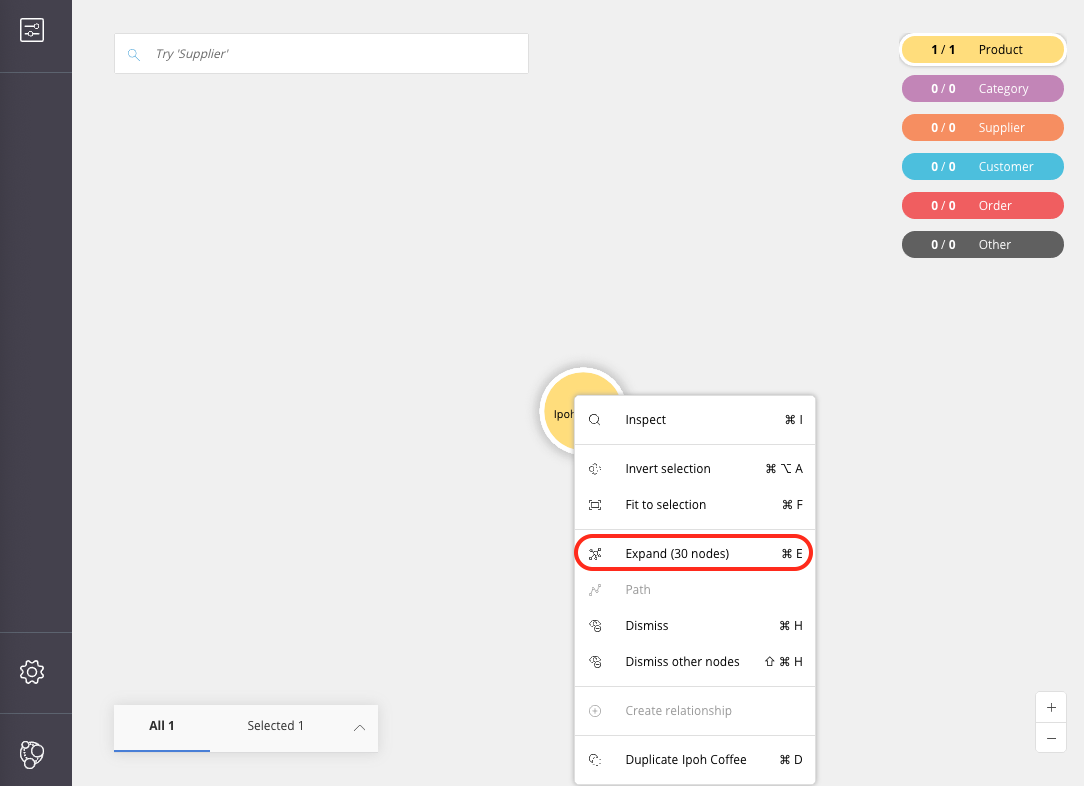 Try 'Supplier'
1 / 1 Product
0 / 0 Category
0 / 0 Supplier
0 / 0 Customer
0 / 0 Order
0 / 0 Other
Ipoh
Inspect ⌘ I
Invert selection ⌘ ⌥ A
Fit to selection ⌘ F
Expand (30 nodes) ⌘ E
Path
Dismiss ⌘ H
Dismiss other nodes ⇧ ⌘ H
Create relationship
Duplicate Ipoh Coffee ⌘ D
All 1 Selected 1
+
−